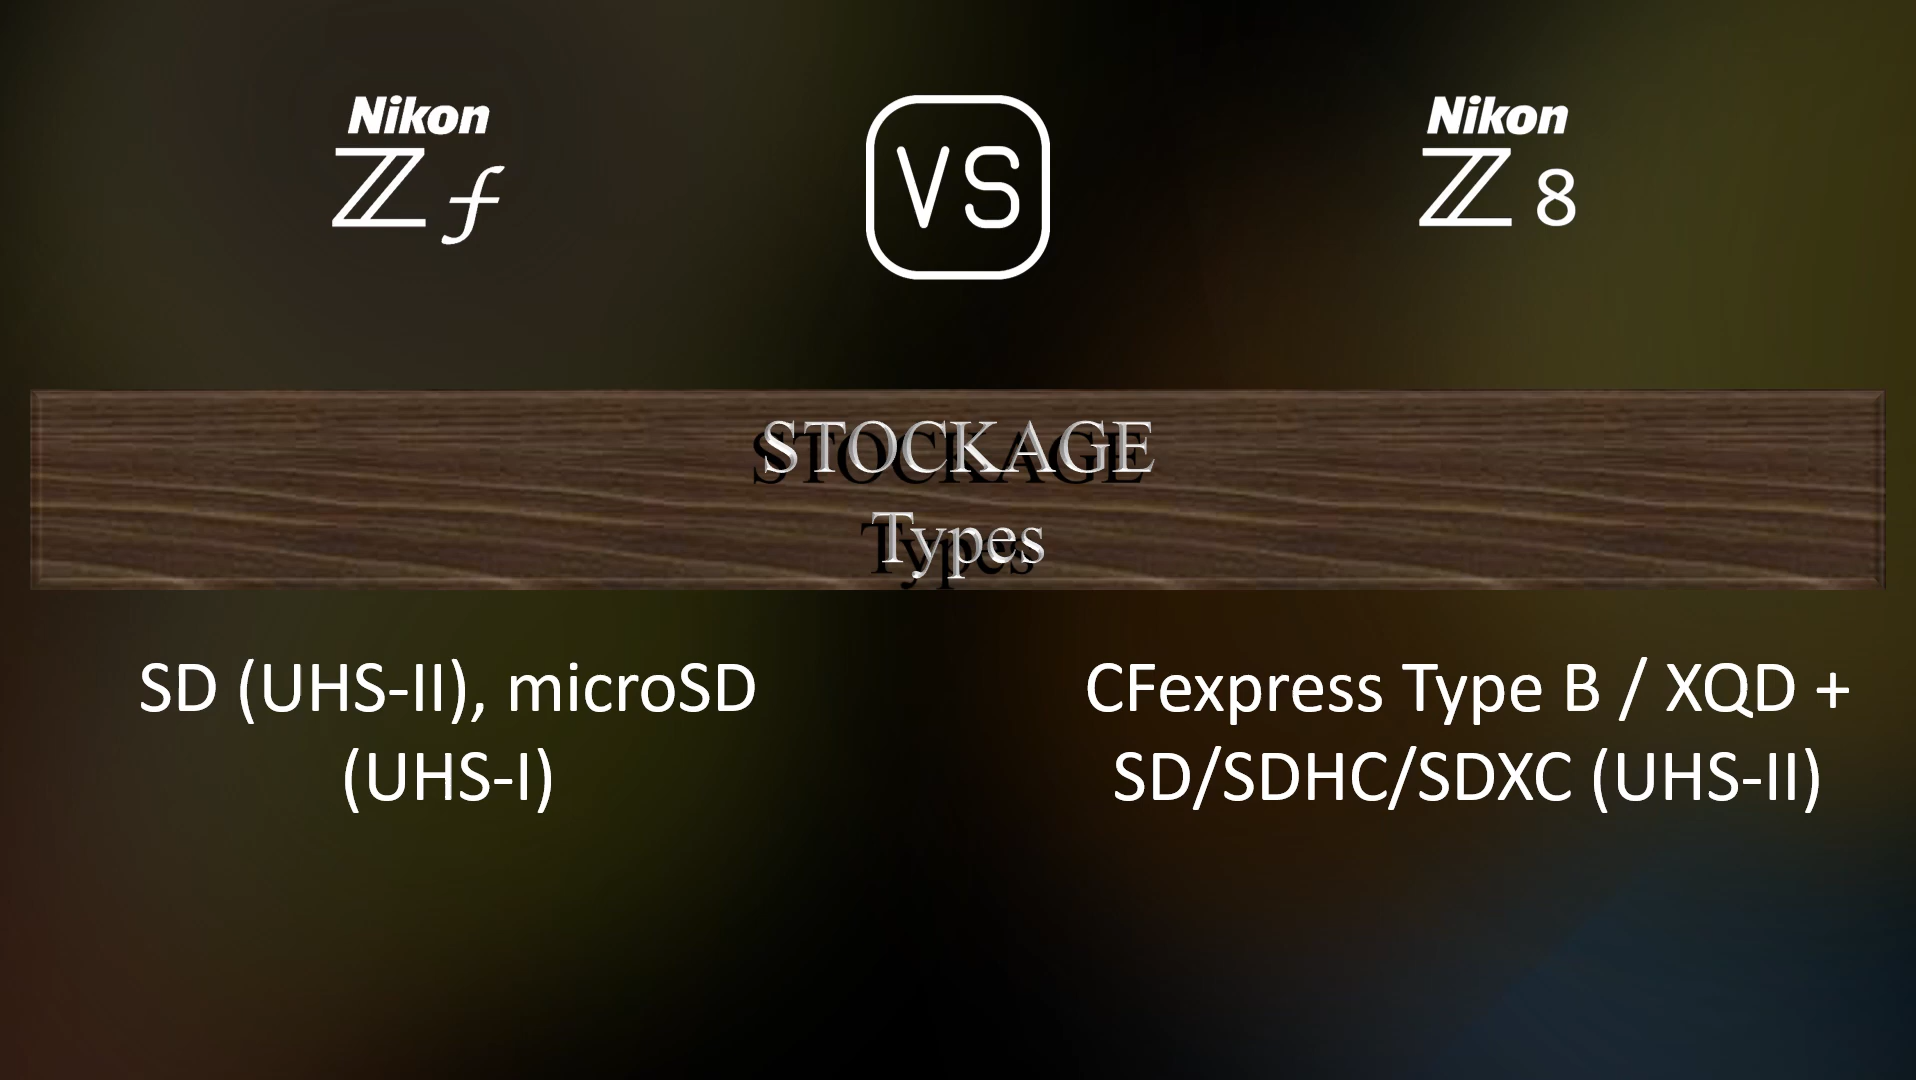 Nikon
Z f
VS
Nikon
Z 8
STOCKAGE
Types
SD (UHS-II), microSD
(UHS-I)
CFexpress Type B / XQD +
SD/SDHC/SDXC (UHS-II)